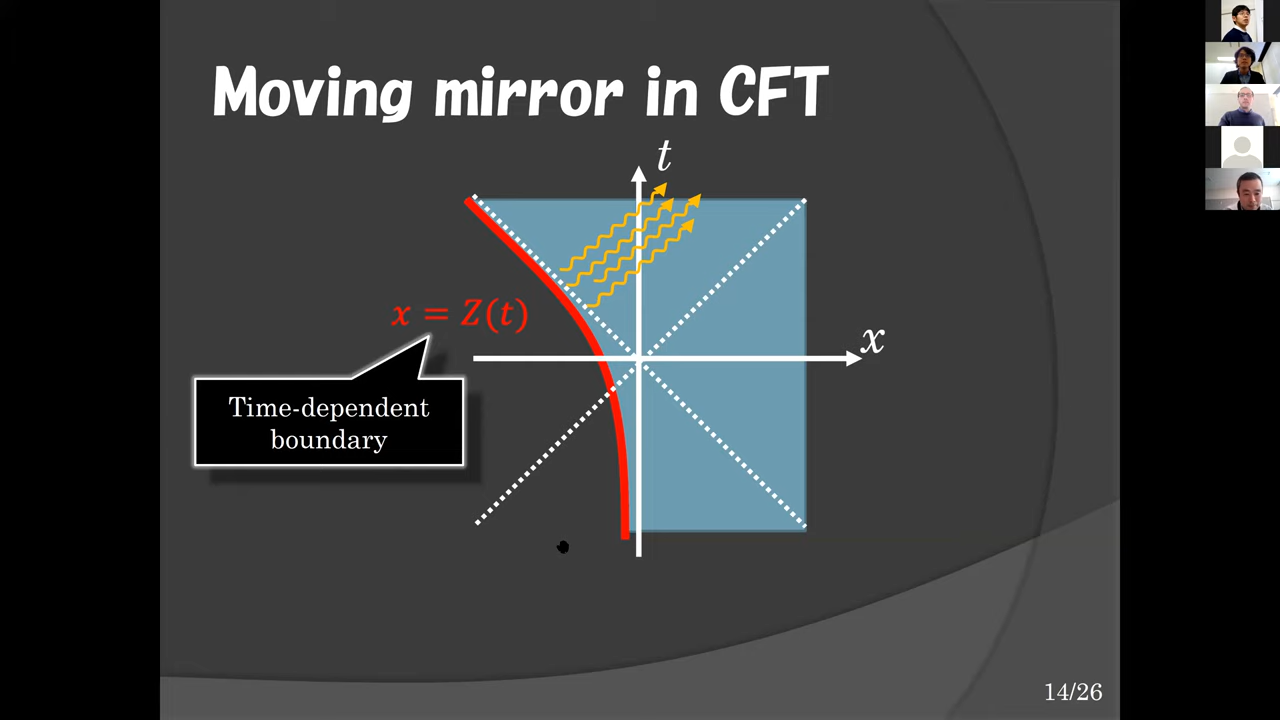 Moving mirror in CFT
t
x = Z(t)
x
Time-dependent
boundary
14/26